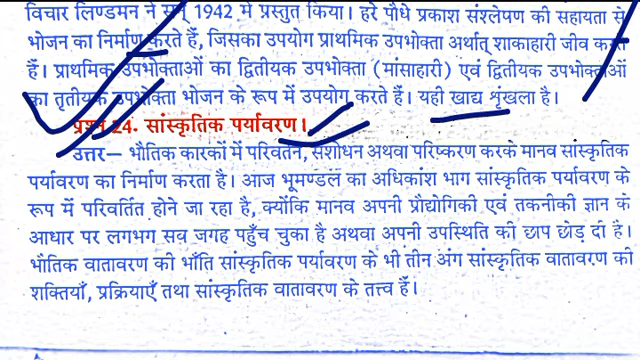 विचार लिण्डमन ने सन् 1942 में प्रस्तुत किया। हरे पौधे प्रकाश संश्लेषण की सहायता से
भोजन का निर्माण करते हैं, जिसका उपयोग प्राथमिक उपभोक्ता अर्थात् शाकाहारी जीव करते
हैं। प्राथमिक उपभोक्ताओं का द्वितीयक उपभोक्ता (मांसाहारी) एवं द्वितीयक उपभोक्ताओं
का तृतीयक उपभोक्ता भोजन के रूप में उपयोग करते हैं। यही खाद्य शृंखला है।
प्रश्न 24. सांस्कृतिक पर्यावरण।
उत्तर— भौतिक कारकों में परिवर्तन, संशोधन अथवा परिष्करण करके मानव सांस्कृतिक
पर्यावरण का निर्माण करता है। आज भूमण्डल का अधिकांश भाग सांस्कृतिक पर्यावरण के
रूप में परिवर्तित होने जा रहा है, क्योंकि मानव अपनी प्रौद्योगिकी एवं तकनीकी ज्ञान के
आधार पर लगभग सब जगह पहुँच चुका है अथवा अपनी उपस्थिति की छाप छोड़ दी है।
भौतिक वातावरण की भाँति सांस्कृतिक पर्यावरण के भी तीन अंग सांस्कृतिक वातावरण की
शक्तियाँ, प्रक्रियाएँ तथा सांस्कृतिक वातावरण के तत्त्व हैं।